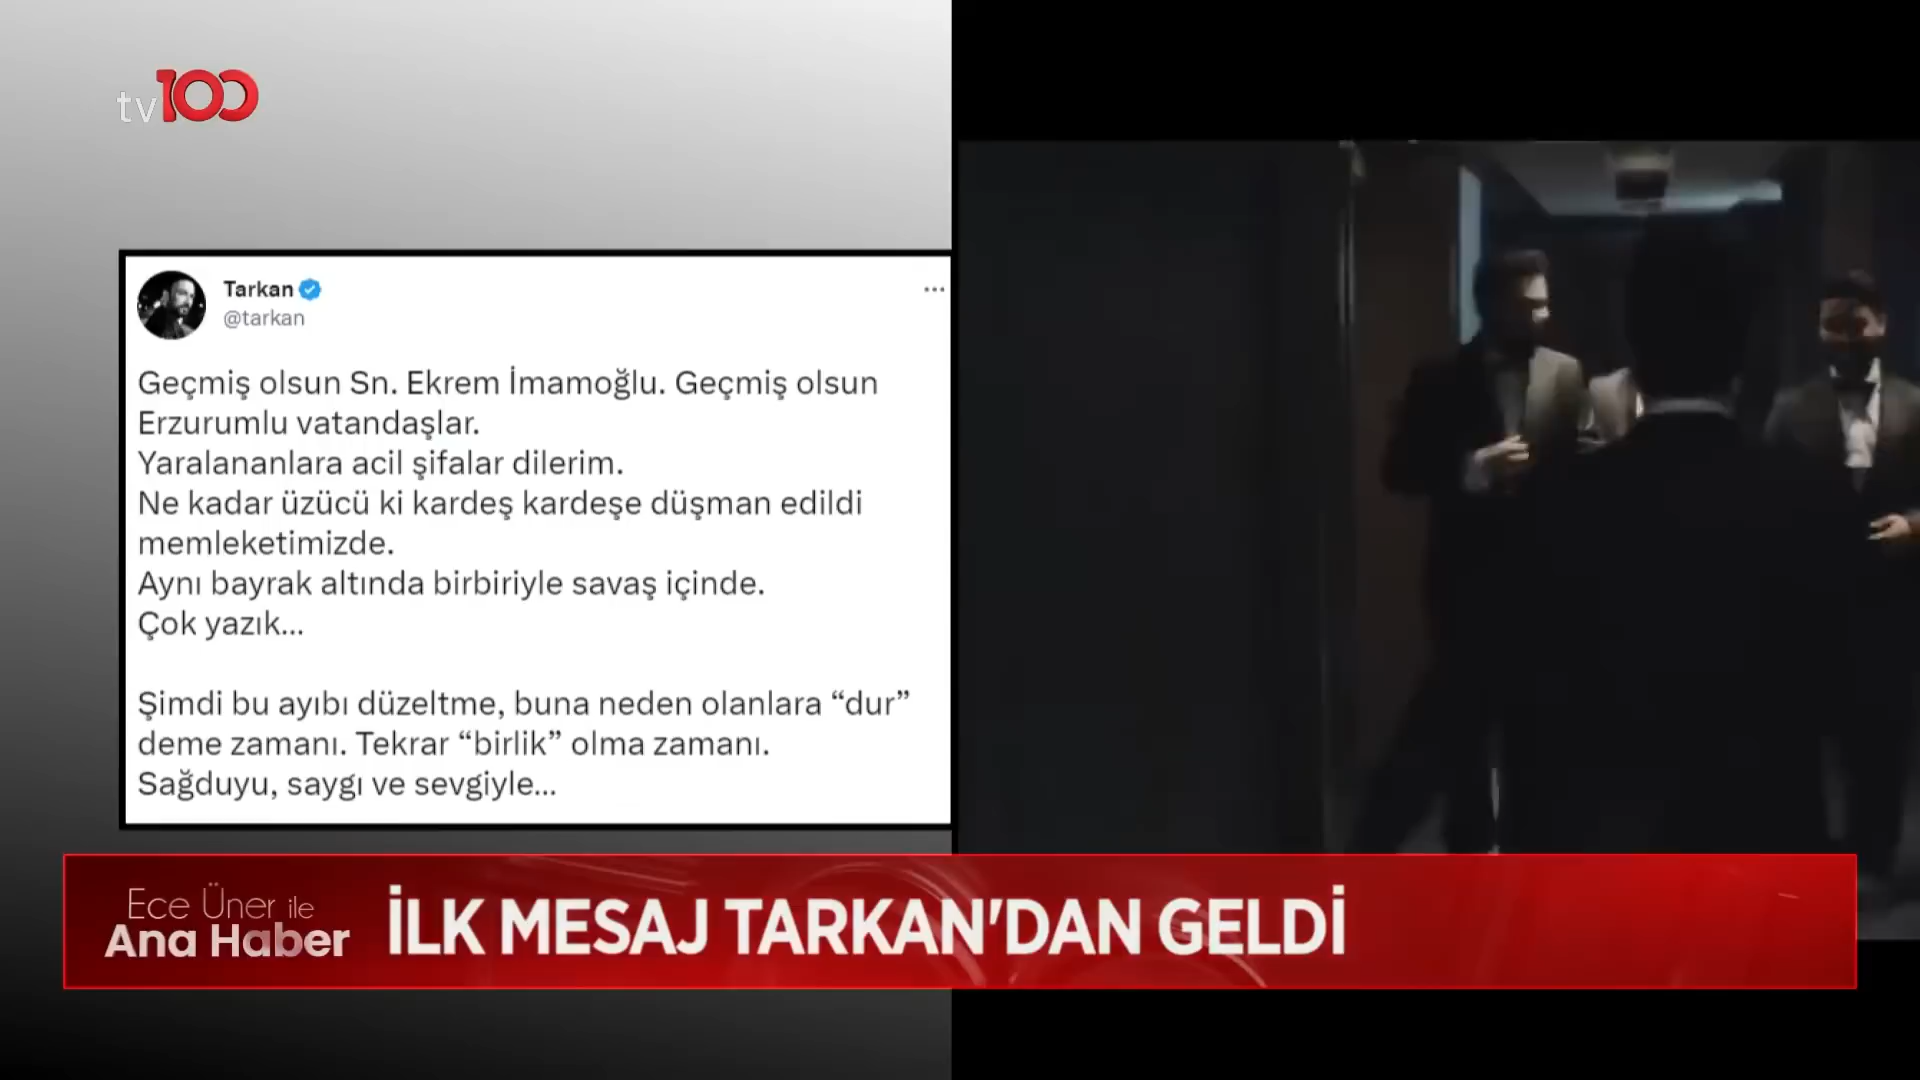 tv100
Tarkan
@tarkan
Geçmiş olsun Sn. Ekrem İmamoğlu. Geçmiş olsun
Erzurumlu vatandaşlar.
Yaralananlara acil şifalar dilerim.
Ne kadar üzücü ki kardeş kardeşe düşman edildi
memleketimizde.
Aynı bayrak altında birbiriyle savaş içinde.
Çok yazık...
Şimdi bu ayıbı düzeltme, buna neden olanlara “dur”
deme zamanı. Tekrar “birlik” olma zamanı.
Sağduyu, saygı ve sevgiyle...
Ece Üner ile
Ana Haber
İLK MESAJ TARKAN'DAN GELDİ